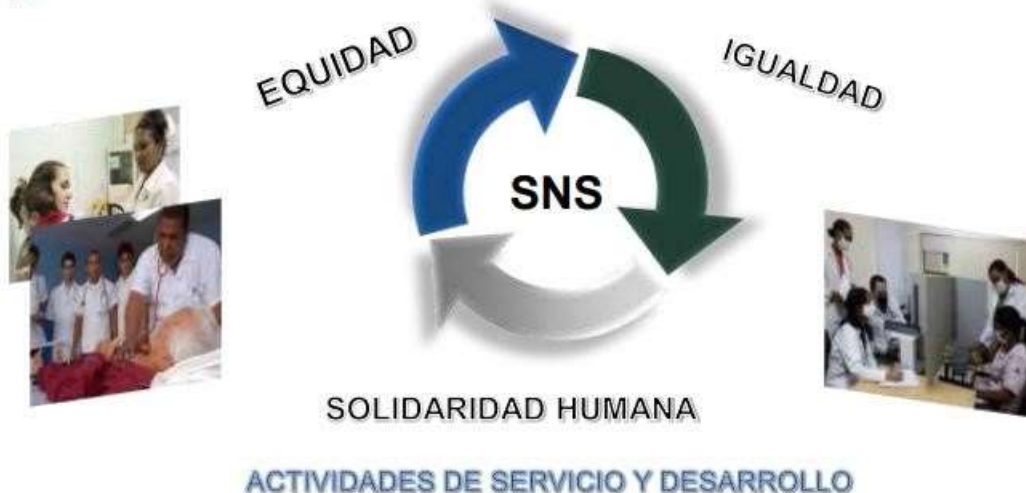 EQUIDAD
IGUALDAD
SNS
SOLIDARIDAD HUMANA
ACTIVIDADES DE SERVICIO Y DESARROLLO